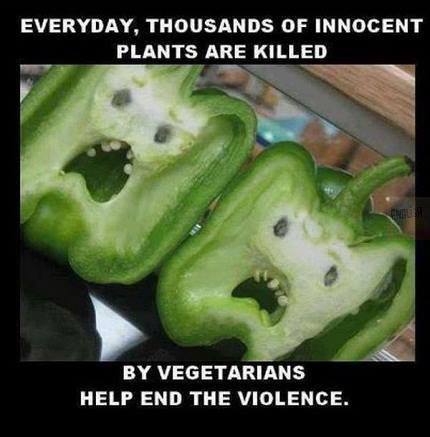 EVERYDAY, THOUSANDS OF INNOCENT
PLANTS ARE KILLED
BY VEGETARIANS
HELP END THE VIOLENCE.